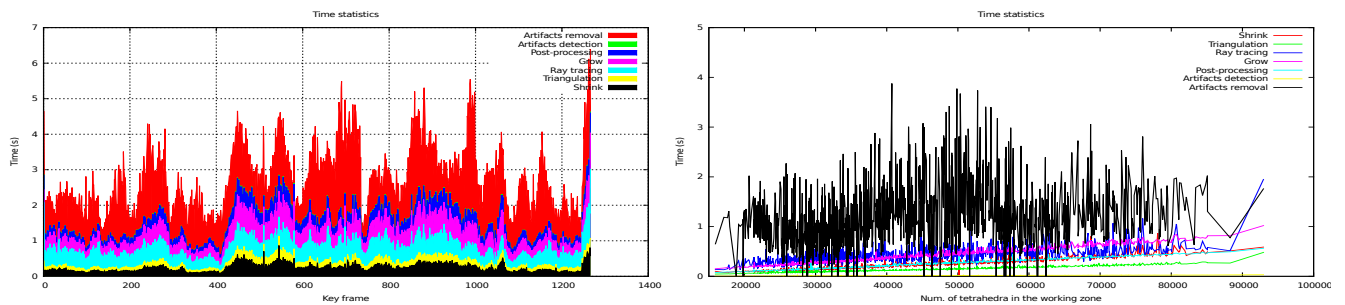 Time statistics
7
6
5
4
3
2
1
0
Time(s)
Artifacts removal
Artifacts detection
Post-processing
Grow
Ray tracing
Triangulation
Shrink
0
200
400
600
800
1000
1200
1400
Key frame
Time statistics
5
4
3
2
1
0
Time(s)
Shrink
Triangulation
Ray tracing
Grow
Post-processing
Artifacts detection
Artifacts removal
20000
30000
40000
50000
60000
70000
80000
90000
100000
Num. of tetrahedra in the working zone